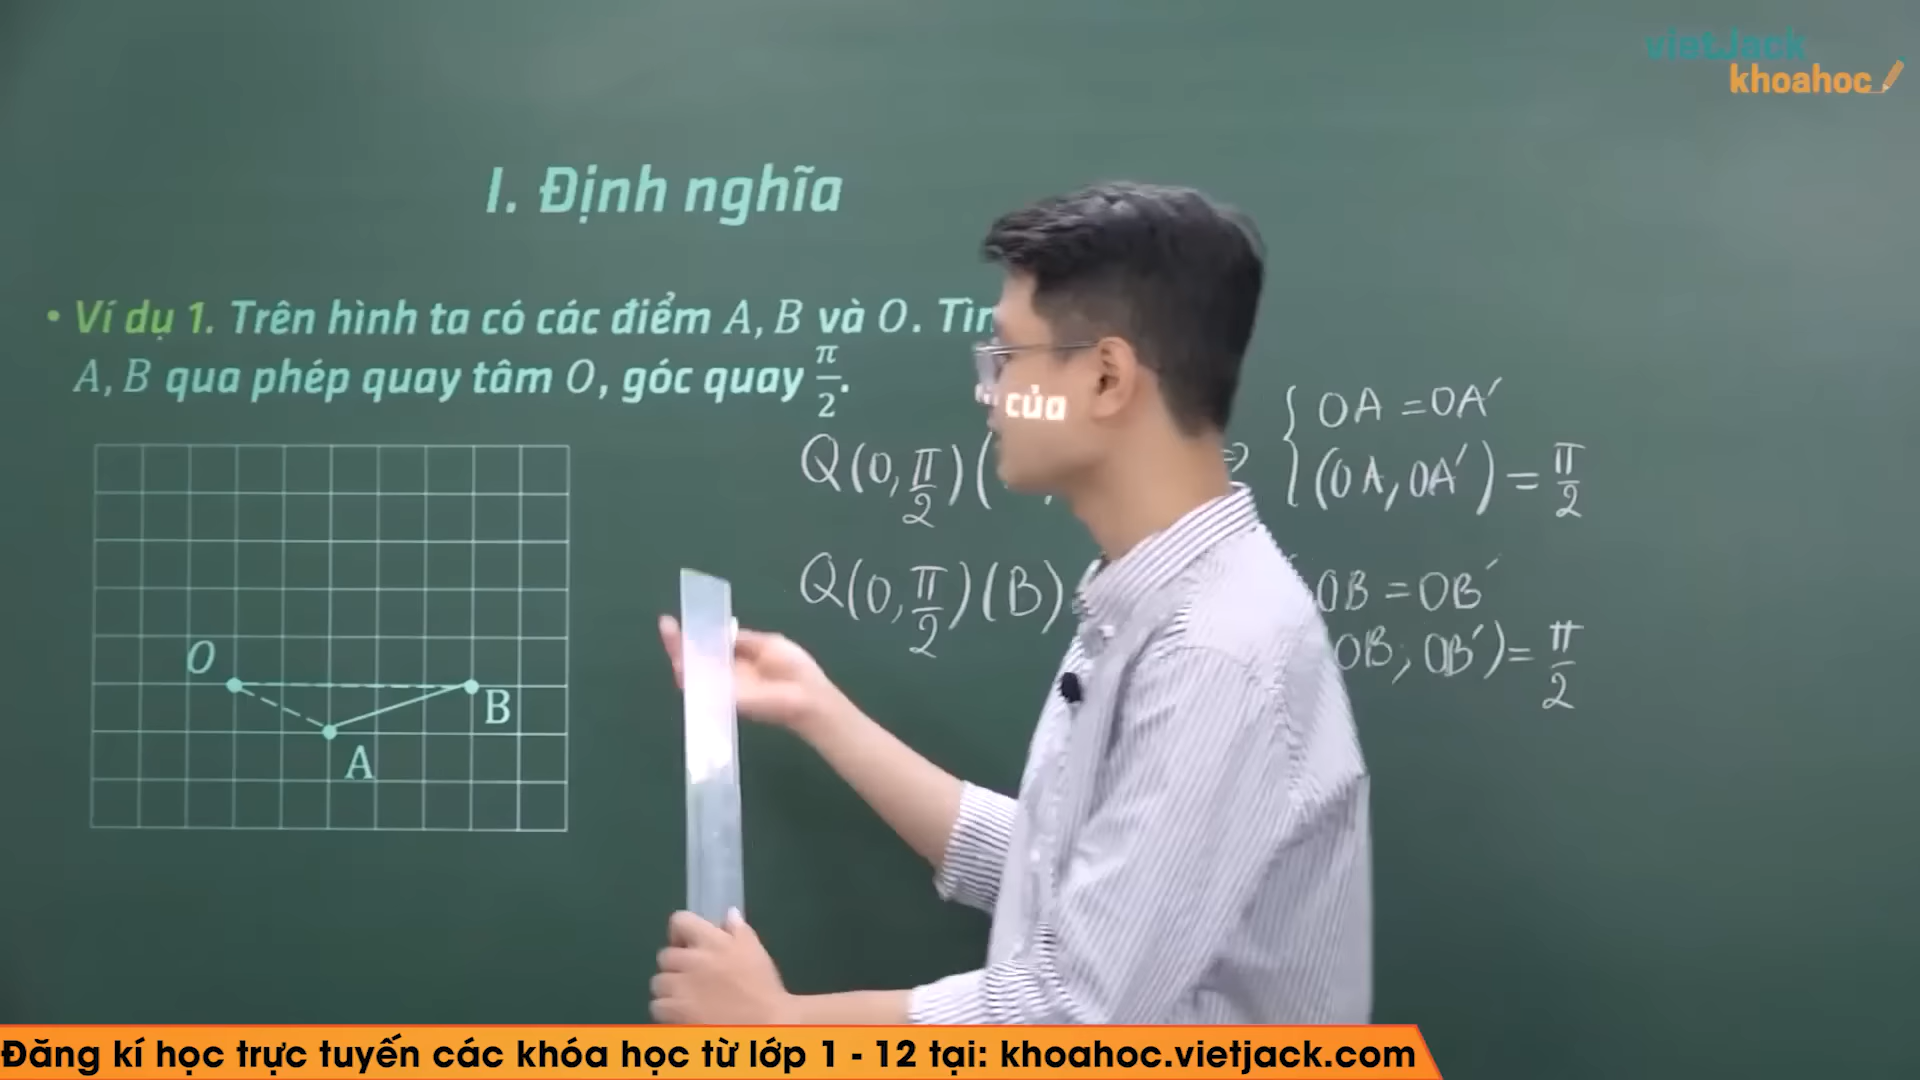 vietJack
khoahoc
I. Định nghĩa
• Ví dụ 1. Trên hình ta có các điểm A, B và O.
của
A, B qua phép quay tâm O, góc quay π/2.
Q(O, π/2)(
{ OA = OA'
(OA, OA') = π/2
Q(O, π/2)(B)
OB = OB'
OB; OB') = π/2
O
B
A
Đăng kí học trực tuyến các khóa học từ lớp 1 - 12 tại: khoahoc.vietjack.com